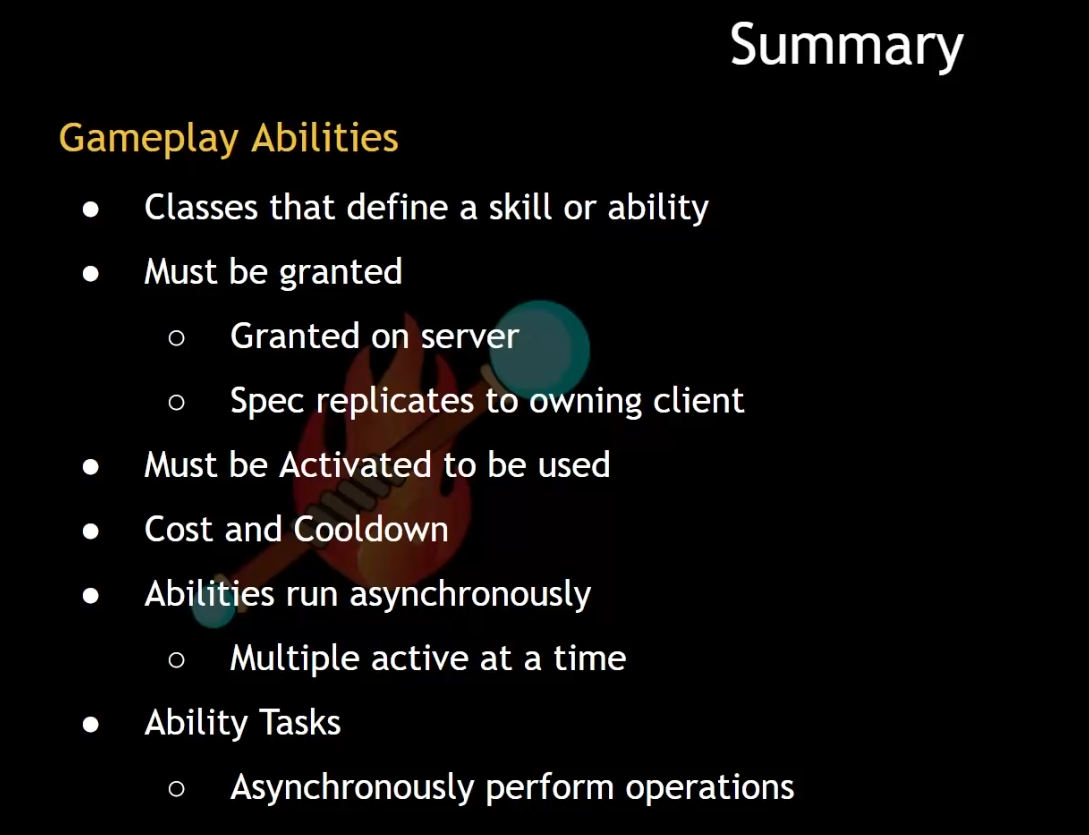 Summary
Gameplay Abilities
● Classes that define a skill or ability
● Must be granted
○ Granted on server
○ Spec replicates to owning client
● Must be Activated to be used
● Cost and Cooldown
● Abilities run asynchronously
○ Multiple active at a time
● Ability Tasks
○ Asynchronously perform operations